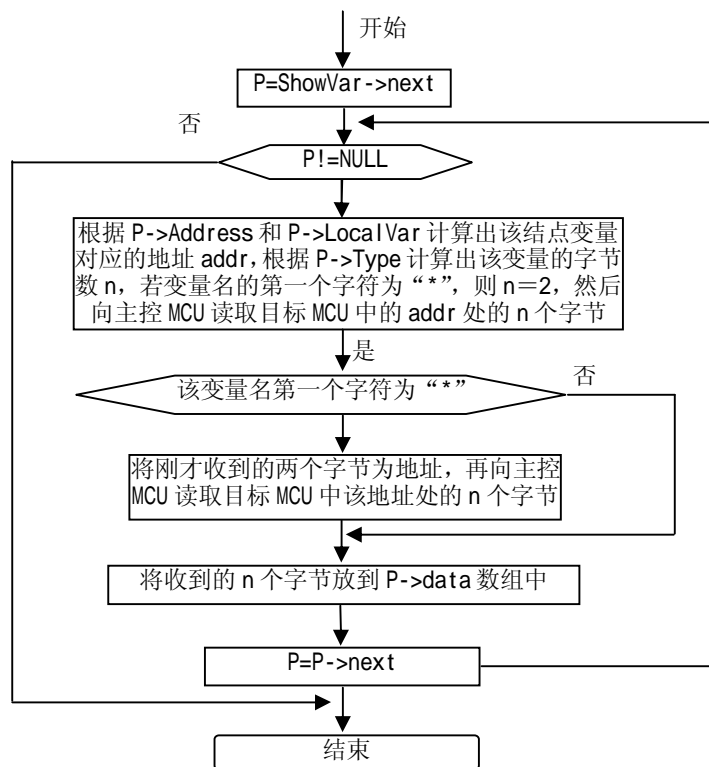 开始
P=ShowVar->next
否
P!=NULL
根据 P->Address 和 P->LocalVar 计算出该结点变量
对应的地址 addr,根据 P->Type 计算出该变量的字节
数 n，若变量名的第一个字符为“*”，则 n＝2，然后
向主控 MCU 读取目标 MCU 中的 addr 处的 n 个字节
是
该变量名第一个字符为“*”
否
将刚才收到的两个字节为地址，再向主控
MCU 读取目标 MCU 中该地址处的 n 个字节
将收到的 n 个字节放到 P->data 数组中
P=P->next
结束